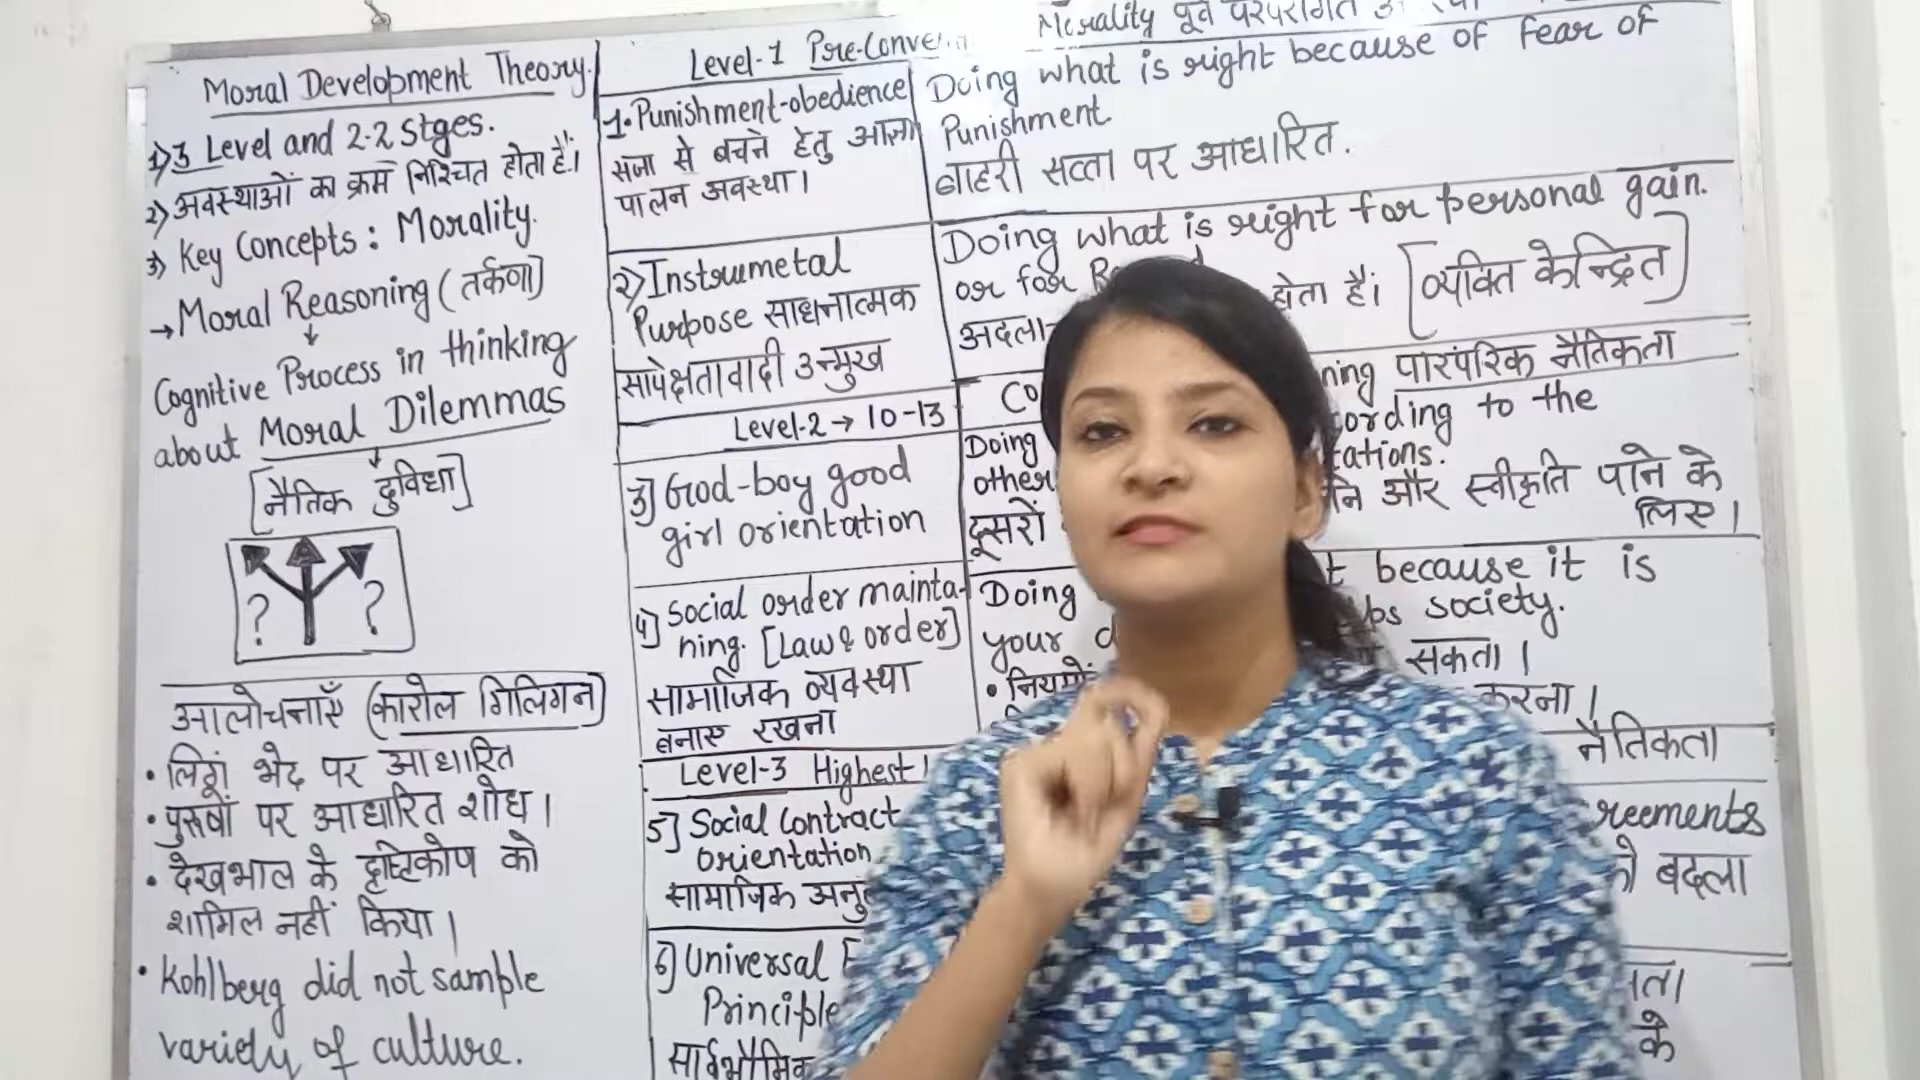 Moral Development Theory.
1) 3 Level and 2-2 Stges.
2) अवस्थाओं का क्रम निश्चित होता है।
3) Key Concepts: Morality.
→ Moral Reasoning (तर्कणा)
Cognitive Process in thinking
about Moral Dilemmas
[नैतिक दुविधा]
? ?
आलोचनाएँ (कारोल गिलिगन)
• लिङ्ग भेद पर आधारित
• पुरुषों पर आधारित शोध।
• देखभाल के दृष्टिकोण को
शामिल नहीं किया।
• Kohlberg did not sample
variety of culture.
Level-1 Pre-Conve
Morality पूर्व परंपरागत
1. Punishment-obedience
सजा से बचने हेतु आज्ञा
पालन अवस्था।
Doing what is right because of fear of
Punishment
बाहरी सत्ता पर आधारित.
2) Instrumetal
Purpose साधनात्मक
सापेक्षतावादी उन्मुख
Doing what is right for personal gain.
or for
अदला- होता है। [व्यक्ति केन्द्रित]
Level-2 → 10-13
Co ning पारंपरिक नैतिकता
3] God-boy good
girl orientation
Doing cording to the
other tations.
दूसरों और स्वीकृति पाने के
लिए।
4] Social order mainta-
ning. [Law & order]
सामाजिक व्यवस्था
बनाए रखना
Doing because it is
your society.
सकता।
• नियमों करना।
Level-3 Highest
नैतिकता
5] Social Contract
orientation
सामाजिक
reements
बदला
6] Universal
Principle
सार्वभौमिक
के